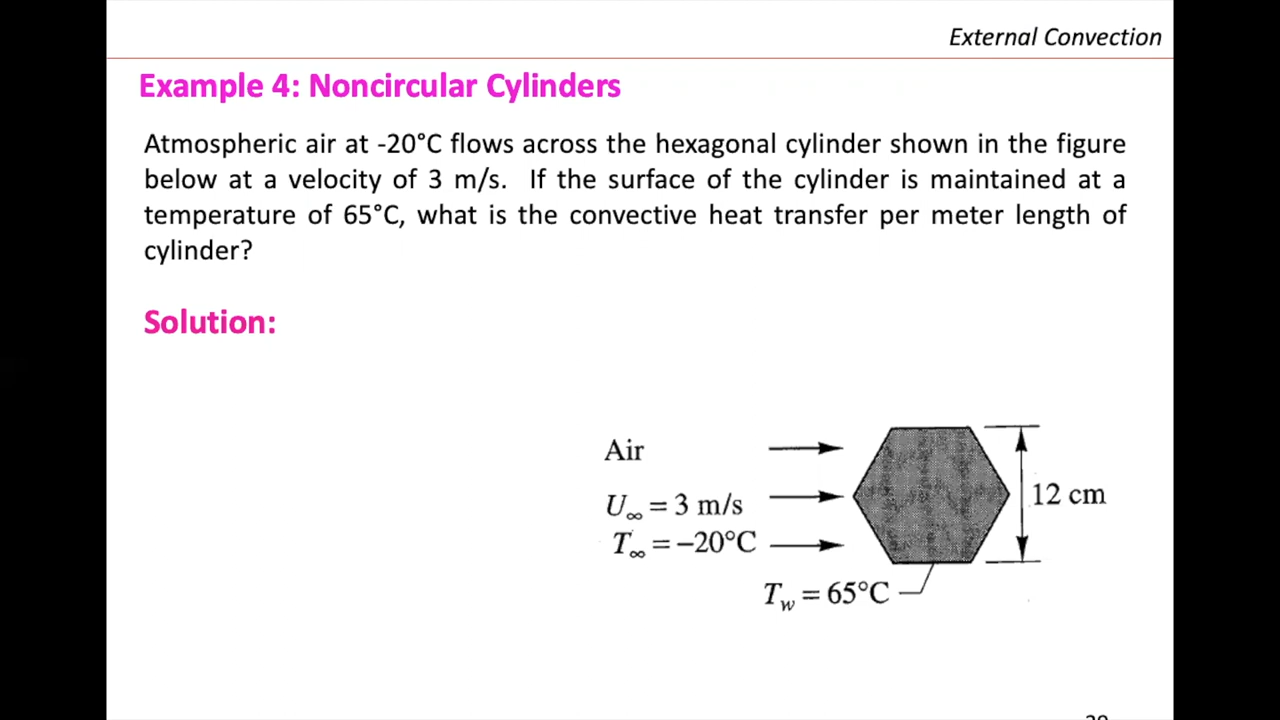 External Convection
Example 4: Noncircular Cylinders
Atmospheric air at -20°C flows across the hexagonal cylinder shown in the figure
below at a velocity of 3 m/s. If the surface of the cylinder is maintained at a
temperature of 65°C, what is the convective heat transfer per meter length of
cylinder?
Solution:
Air
U∞ = 3 m/s
T∞ = −20°C
12 cm
Tw = 65°C